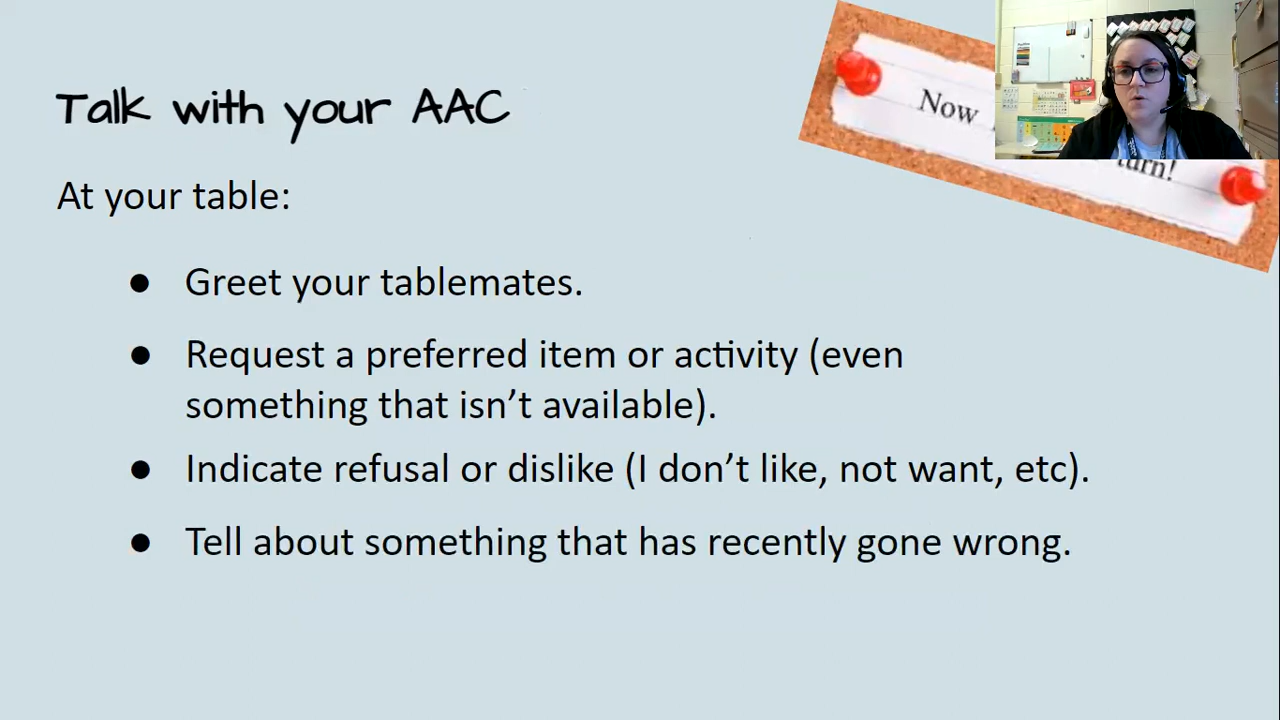 Talk with your AAC
Now
turn!
At your table:
● Greet your tablemates.
● Request a preferred item or activity (even
something that isn’t available).
● Indicate refusal or dislike (I don’t like, not want, etc).
● Tell about something that has recently gone wrong.